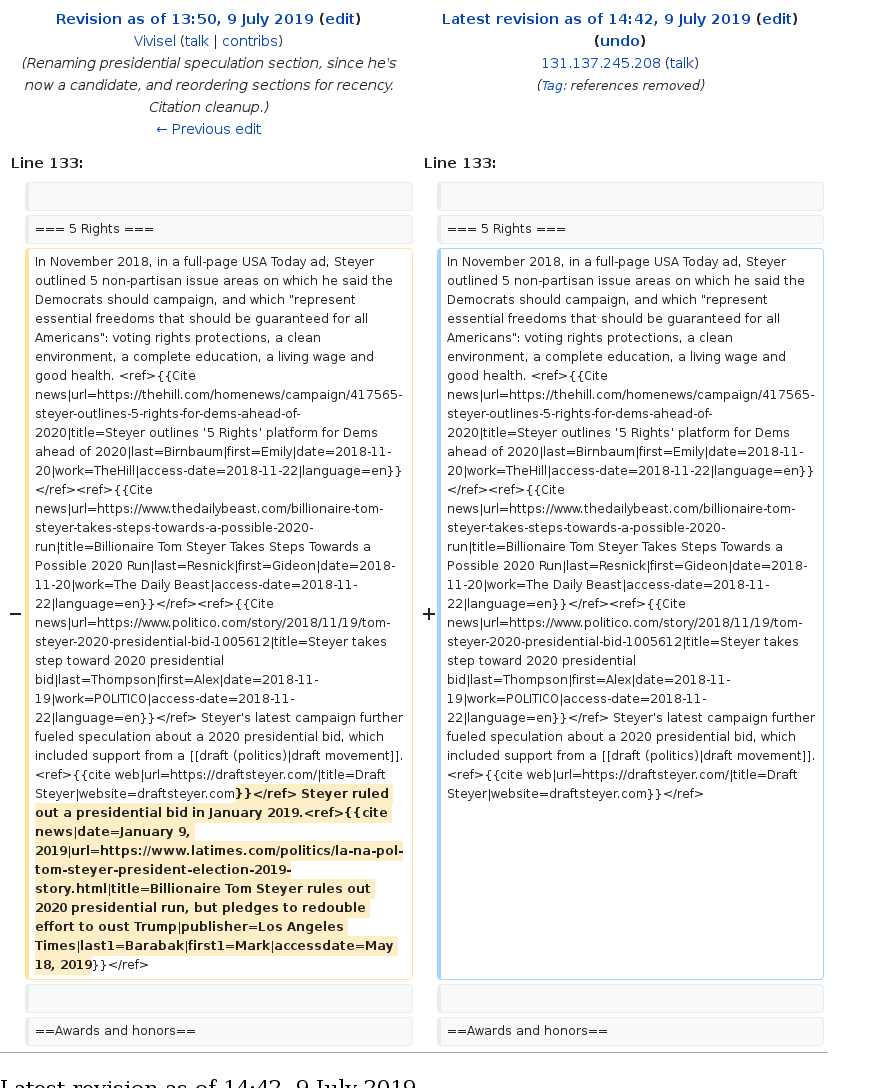 Revision as of 13:50, 9 July 2019 (edit)
Vivisel (talk | contribs)
(Renaming presidential speculation section, since he's
now a candidate, and reordering sections for recency.
Citation cleanup.)
← Previous edit
Latest revision as of 14:42, 9 July 2019 (edit)
(undo)
131.137.245.208 (talk)
(Tag: references removed)
Line 133:
Line 133:
=== 5 Rights ===
=== 5 Rights ===
−
In November 2018, in a full-page USA Today ad, Steyer
outlined 5 non-partisan issue areas on which he said the
Democrats should campaign, and which "represent
essential freedoms that should be guaranteed for all
Americans": voting rights protections, a clean
environment, a complete education, a living wage and
good health. <ref>{{Cite
news|url=https://thehill.com/homenews/campaign/417565-
steyer-outlines-5-rights-for-dems-ahead-of-
2020|title=Steyer outlines '5 Rights' platform for Dems
ahead of 2020|last=Birnbaum|first=Emily|date=2018-11-
20|work=TheHill|access-date=2018-11-22|language=en}}
</ref><ref>{{Cite
news|url=https://www.thedailybeast.com/billionaire-tom-
steyer-takes-steps-towards-a-possible-2020-
run|title=Billionaire Tom Steyer Takes Steps Towards a
Possible 2020 Run|last=Resnick|first=Gideon|date=2018-
11-20|work=The Daily Beast|access-date=2018-11-
22|language=en}}</ref><ref>{{Cite
news|url=https://www.politico.com/story/2018/11/19/tom-
steyer-2020-presidential-bid-1005612|title=Steyer takes
step toward 2020 presidential
bid|last=Thompson|first=Alex|date=2018-11-
19|work=POLITICO|access-date=2018-11-
22|language=en}}</ref> Steyer's latest campaign further
fueled speculation about a 2020 presidential bid, which
included support from a [[draft (politics)|draft movement]].
<ref>{{cite web|url=https://draftsteyer.com/|title=Draft
Steyer|website=draftsteyer.com}}</ref> Steyer ruled
out a presidential bid in January 2019.<ref>{{cite
news|date=January 9,
2019|url=https://www.latimes.com/politics/la-na-pol-
tom-steyer-president-election-2019-
story.html|title=Billionaire Tom Steyer rules out
2020 presidential run, but pledges to redouble
effort to oust Trump|publisher=Los Angeles
Times|last1=Barabak|first1=Mark|accessdate=May
18, 2019}}</ref>
+
In November 2018, in a full-page USA Today ad, Steyer
outlined 5 non-partisan issue areas on which he said the
Democrats should campaign, and which "represent
essential freedoms that should be guaranteed for all
Americans": voting rights protections, a clean
environment, a complete education, a living wage and
good health. <ref>{{Cite
news|url=https://thehill.com/homenews/campaign/417565-
steyer-outlines-5-rights-for-dems-ahead-of-
2020|title=Steyer outlines '5 Rights' platform for Dems
ahead of 2020|last=Birnbaum|first=Emily|date=2018-11-
20|work=TheHill|access-date=2018-11-22|language=en}}
</ref><ref>{{Cite
news|url=https://www.thedailybeast.com/billionaire-tom-
steyer-takes-steps-towards-a-possible-2020-
run|title=Billionaire Tom Steyer Takes Steps Towards a
Possible 2020 Run|last=Resnick|first=Gideon|date=2018-
11-20|work=The Daily Beast|access-date=2018-11-
22|language=en}}</ref><ref>{{Cite
news|url=https://www.politico.com/story/2018/11/19/tom-
steyer-2020-presidential-bid-1005612|title=Steyer takes
step toward 2020 presidential
bid|last=Thompson|first=Alex|date=2018-11-
19|work=POLITICO|access-date=2018-11-
22|language=en}}</ref> Steyer's latest campaign further
fueled speculation about a 2020 presidential bid, which
included support from a [[draft (politics)|draft movement]].
<ref>{{cite web|url=https://draftsteyer.com/|title=Draft
Steyer|website=draftsteyer.com}}</ref>
==Awards and honors==
==Awards and honors==
Latest revision as of 14:42, 9 July 2019